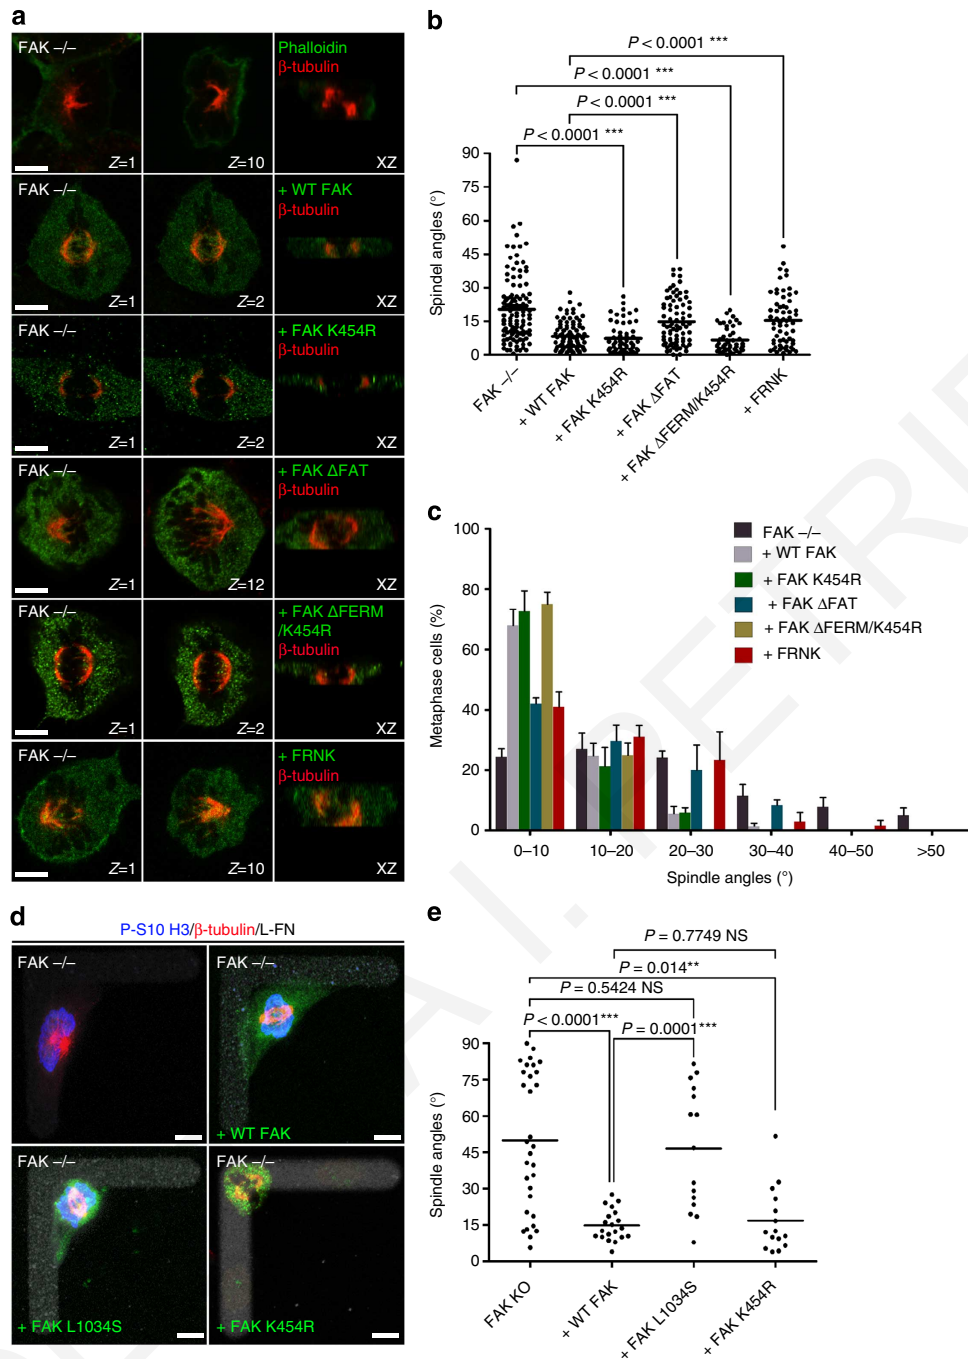 a
FAK –/–
Z=1
Z=10
Phalloidin
β-tubulin
XZ
FAK –/–
Z=1
Z=2
+ WT FAK
β-tubulin
XZ
FAK –/–
Z=1
Z=2
+ FAK K454R
β-tubulin
XZ
FAK –/–
Z=1
Z=12
+ FAK ΔFAT
β-tubulin
XZ
FAK –/–
Z=1
Z=2
+ FAK ΔFERM
/K454R
β-tubulin
XZ
FAK –/–
Z=1
Z=10
+ FRNK
β-tubulin
XZ
b
P < 0.0001 ***
P < 0.0001 ***
P < 0.0001 ***
P < 0.0001 ***
Spindel angles (°)
90
75
60
45
30
15
0
FAK –/–
+ WT FAK
+ FAK K454R
+ FAK ΔFAT
+ FAK ΔFERM/K454R
+ FRNK
c
Metaphase cells (%)
100
80
60
40
20
0
FAK –/–
+ WT FAK
+ FAK K454R
+ FAK ΔFAT
+ FAK ΔFERM/K454R
+ FRNK
0–10
10–20
20–30
30–40
40–50
>50
Spindle angles (°)
d
P-S10 H3/β-tubulin/L-FN
FAK –/–
FAK –/–
+ WT FAK
FAK –/–
+ FAK L1034S
FAK –/–
+ FAK K454R
e
P = 0.7749 NS
P = 0.014**
P = 0.5424 NS
P < 0.0001***
P = 0.0001***
Spindle angles (°)
90
75
60
45
30
15
0
FAK KO
+ WT FAK
+ FAK L1034S
+ FAK K454R
A I. PETRI